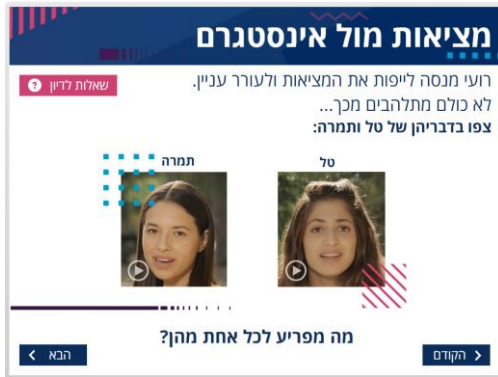 מציאות מול אינסטגרם
רועי מנסה לייפות את המציאות ולעורר עניין.
שאלות לדיון ?
לא כולם מתלהבים מכך...
צפו בדבריהן של טל ותמרה:
טל
תמרה
מה מפריע לכל אחת מהן?
הקודם
הבא